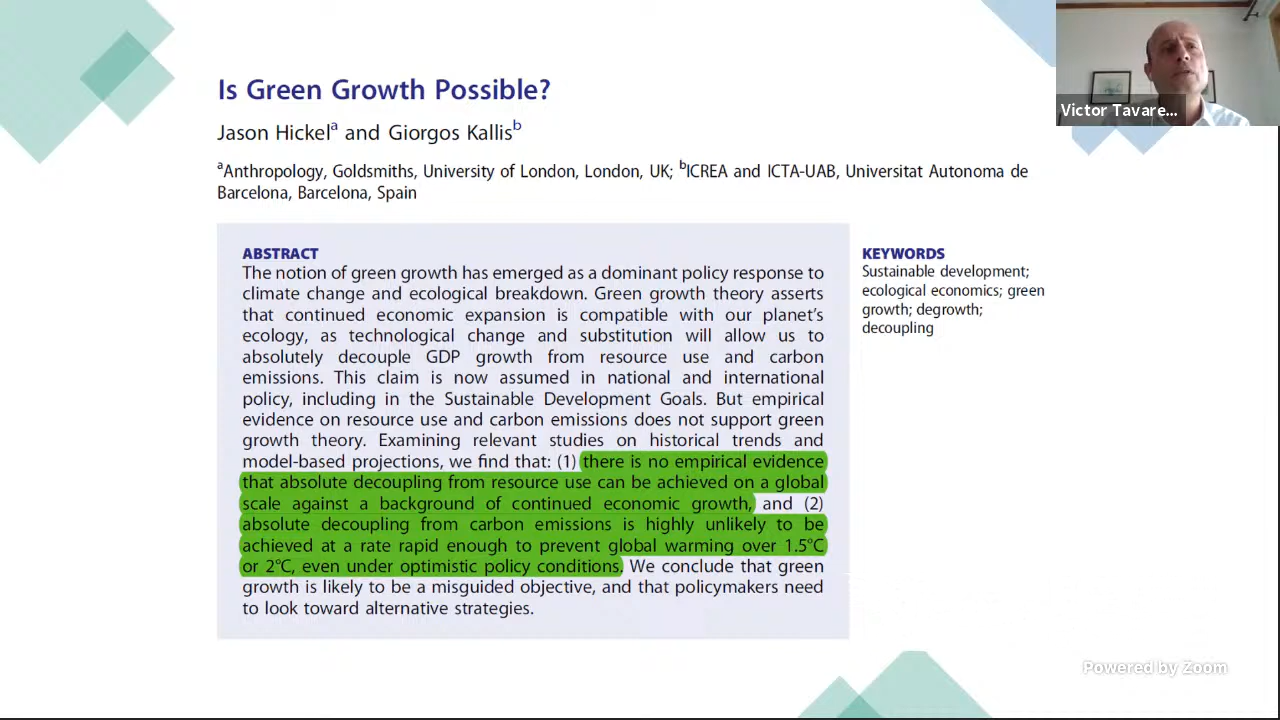 Is Green Growth Possible?
Jason Hickelᵃ and Giorgos Kallisᵇ
ᵃAnthropology, Goldsmiths, University of London, London, UK; ᵇICREA and ICTA-UAB, Universitat Autonoma de
Barcelona, Barcelona, Spain
ABSTRACT
The notion of green growth has emerged as a dominant policy response to
climate change and ecological breakdown. Green growth theory asserts
that continued economic expansion is compatible with our planet's
ecology, as technological change and substitution will allow us to
absolutely decouple GDP growth from resource use and carbon
emissions. This claim is now assumed in national and international
policy, including in the Sustainable Development Goals. But empirical
evidence on resource use and carbon emissions does not support green
growth theory. Examining relevant studies on historical trends and
model-based projections, we find that: (1) there is no empirical evidence
that absolute decoupling from resource use can be achieved on a global
scale against a background of continued economic growth, and (2)
absolute decoupling from carbon emissions is highly unlikely to be
achieved at a rate rapid enough to prevent global warming over 1.5°C
or 2°C, even under optimistic policy conditions. We conclude that green
growth is likely to be a misguided objective, and that policymakers need
to look toward alternative strategies.
KEYWORDS
Sustainable development;
ecological economics; green
growth; degrowth;
decoupling
Victor Tavare...
Powered by Zoom